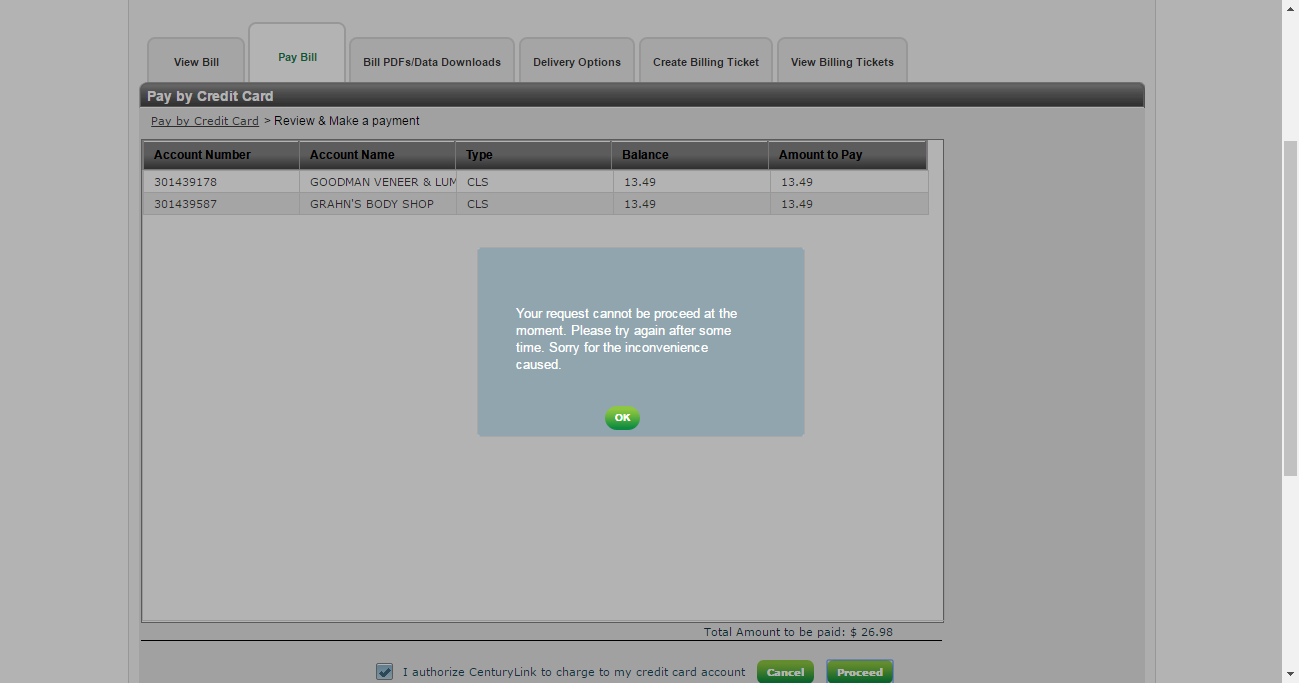 View Bill
Pay Bill
Bill PDFs/Data Downloads
Delivery Options
Create Billing Ticket
View Billing Tickets
Pay by Credit Card
Pay by Credit Card > Review & Make a payment
Account Number Account Name Type Balance Amount to Pay
301439178 GOODMAN VENEER & LUM CLS 13.49 13.49
301439587 GRAHN'S BODY SHOP CLS 13.49 13.49
Your request cannot be proceed at the
moment. Please try again after some
time. Sorry for the inconvenience
caused.
OK
Total Amount to be paid: $ 26.98
I authorize CenturyLink to charge to my credit card account
Cancel
Proceed